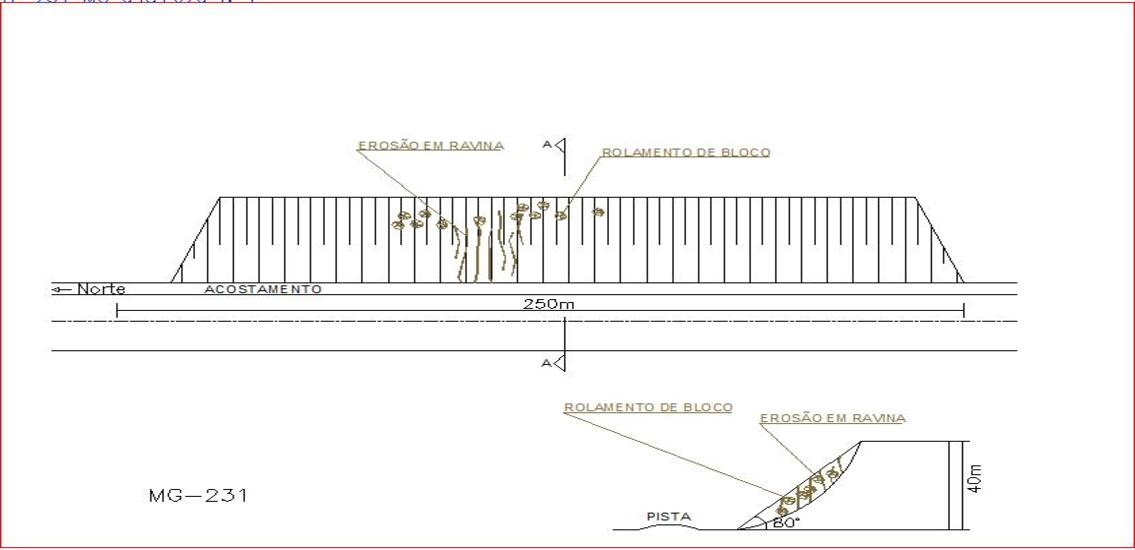 EROSÃO EM RAVINA
A
ROLAMENTO DE BLOCO
Norte
ACOSTAMENTO
250m
A
ROLAMENTO DE BLOCO
EROSÃO EM RAVINA
MG-231
PISTA
80°
40m